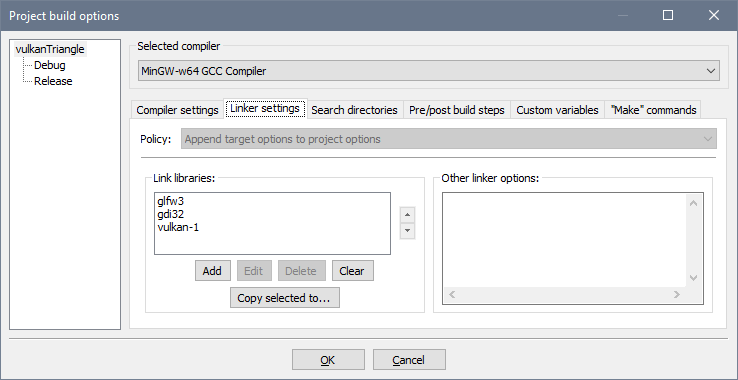 Project build options
vulkanTriangle
Debug
Release
Selected compiler
MinGW-w64 GCC Compiler
Compiler settings
Linker settings
Search directories
Pre/post build steps
Custom variables
"Make" commands
Policy:
Append target options to project options
Link libraries:
glfw3
gdi32
vulkan-1
Add
Edit
Delete
Clear
Copy selected to...
Other linker options:
OK
Cancel